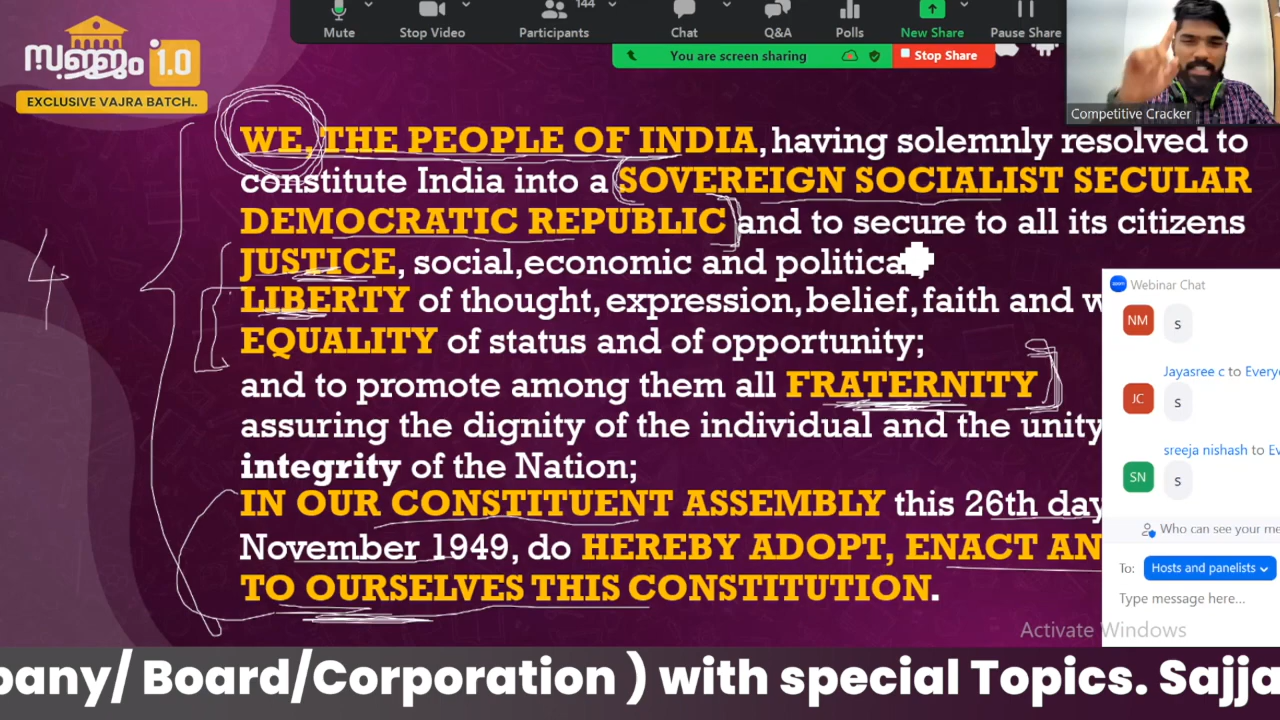 Mute
Stop Video
Participants
144
Chat
Q&A
Polls
New Share
Pause Share
You are screen sharing
Stop Share
സജ്ജം 1.0
EXCLUSIVE VAJRA BATCH..
Competitive Cracker
WE, THE PEOPLE OF INDIA, having solemnly resolved to
constitute India into a SOVEREIGN SOCIALIST SECULAR
DEMOCRATIC REPUBLIC and to secure to all its citizens
JUSTICE, social,economic and politica
LIBERTY of thought, expression,belief,faith and w
EQUALITY of status and of opportunity;
and to promote among them all FRATERNITY
assuring the dignity of the individual and the unity
integrity of the Nation;
IN OUR CONSTITUENT ASSEMBLY this 26th day
November 1949, do HEREBY ADOPT, ENACT AN
TO OURSELVES THIS CONSTITUTION.
4
Webinar Chat
NM
s
Jayasree c to Every
JC
s
sreeja nishash to Ev
SN
s
Who can see your me
To: Hosts and panelists
Type message here...
Activate Windows
pany/ Board/Corporation ) with special Topics. Sajja